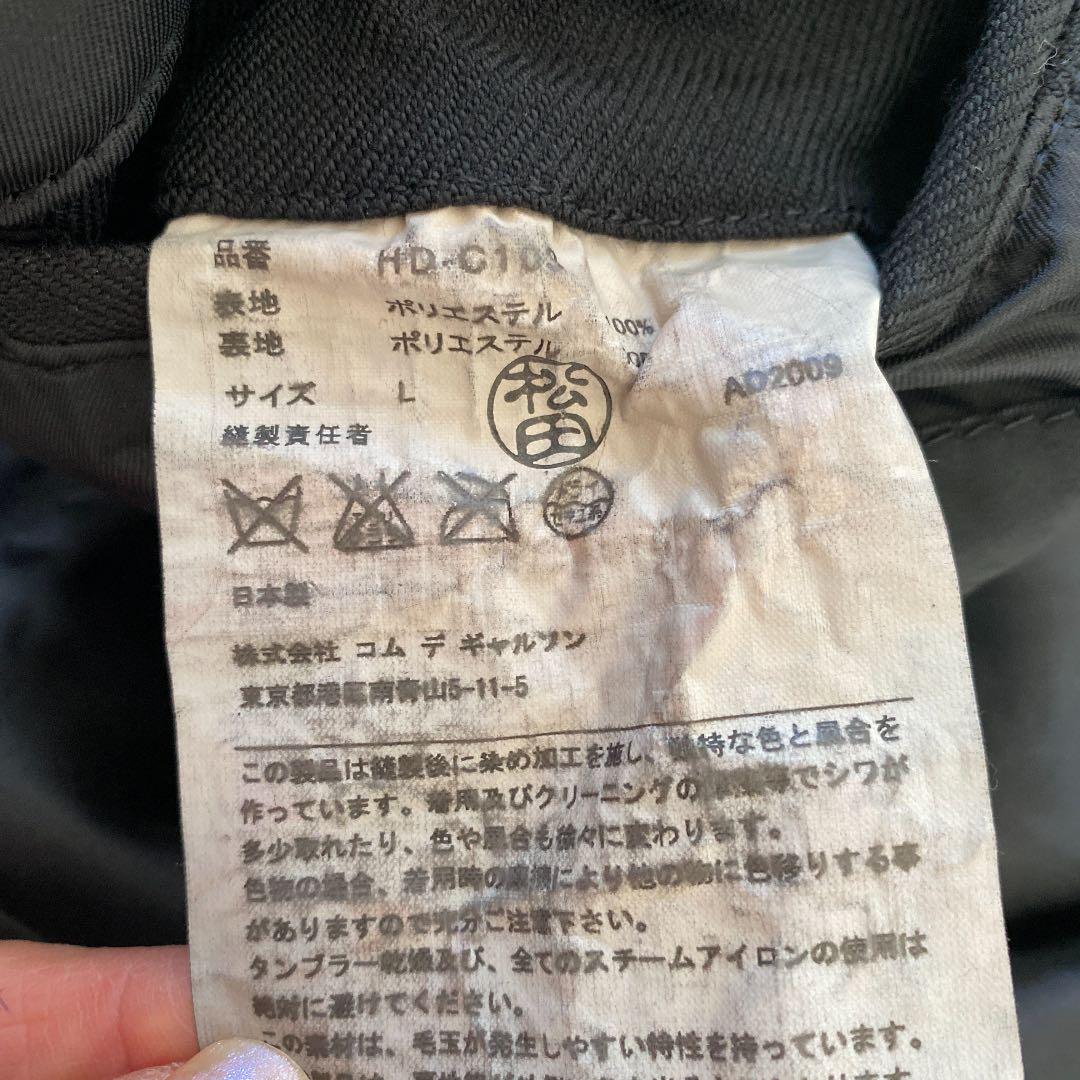 品番 HD-C10
表地 ポリエステル 100%
裏地 ポリエステル
サイズ L
AD2009
縫製責任者
松田
日本製
株式会社 コム デ ギャルソン
東京都港区南青山5-11-5
この製品は縫製後に染め加工を施し、独特な色と風合を
作っています。着用及びクリーニングの でシワが
多少取れたり、色や風合も徐々に変わります。
色物の場合、着用時の摩擦により他の物に色移りする事
がありますので充分ご注意下さい。
タンブラー乾燥及び、全てのスチームアイロンの使用は
絶対に避けてください。
この素材は、毛玉が発生しやすい特性を持っています。